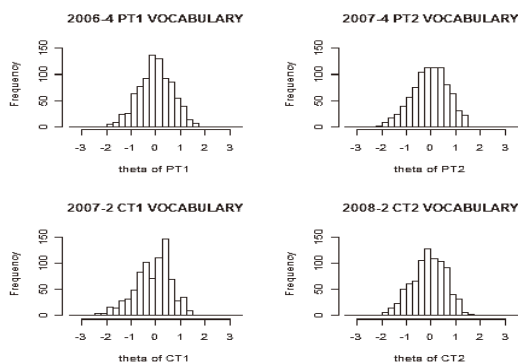 2006-4 PT1 VOCABULARY
Frequency
0 50 100 150
-3 -2 -1 0 1 2 3
theta of PT1
2007-4 PT2 VOCABULARY
Frequency
0 50 100 150
-3 -2 -1 0 1 2 3
theta of PT2
2007-2 CT1 VOCABULARY
Frequency
0 50 100 150
-3 -2 -1 0 1 2 3
theta of CT1
2008-2 CT2 VOCABULARY
Frequency
0 50 100 150
-3 -2 -1 0 1 2 3
theta of CT2